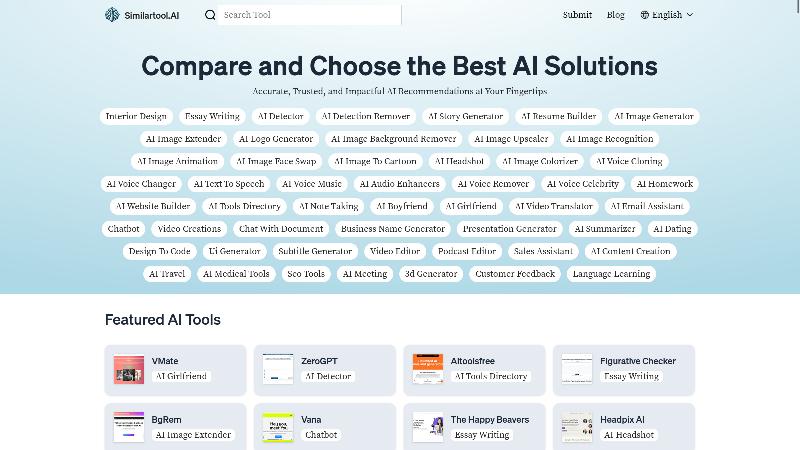 Similartool.AI Search Tool Submit Blog English
Compare and Choose the Best AI Solutions
Accurate, Trusted, and Impactful AI Recommendations at Your Fingertips
Interior Design Essay Writing AI Detector AI Detection Remover AI Story Generator AI Resume Builder AI Image Generator
AI Image Extender AI Logo Generator AI Image Background Remover AI Image Upscaler AI Image Recognition
AI Image Animation AI Image Face Swap AI Image To Cartoon AI Headshot AI Image Colorizer AI Voice Cloning
AI Voice Changer AI Text To Speech AI Voice Music AI Audio Enhancers AI Voice Remover AI Voice Celebrity AI Homework
AI Website Builder AI Tools Directory AI Note Taking AI Boyfriend AI Girlfriend AI Video Translator AI Email Assistant
Chatbot Video Creations Chat With Document Business Name Generator Presentation Generator AI Summarizer AI Dating
Design To Code Ui Generator Subtitle Generator Video Editor Podcast Editor Sales Assistant AI Content Creation
AI Travel AI Medical Tools Seo Tools AI Meeting 3d Generator Customer Feedback Language Learning
Featured AI Tools
VMate ZeroGPT Aitoolsfree Figurative Checker
AI Girlfriend AI Detector AI Tools Directory Essay Writing
BgRem Vana The Happy Beavers Headpix AI
AI Image Extender Chatbot Essay Writing AI Headshot